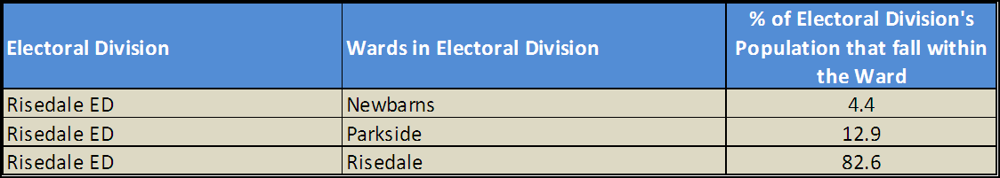 Electoral Division Wards in Electoral Division % of Electoral Division's
Population that fall within
the Ward
Risedale ED Newbarns 4.4
Risedale ED Parkside 12.9
Risedale ED Risedale 82.6